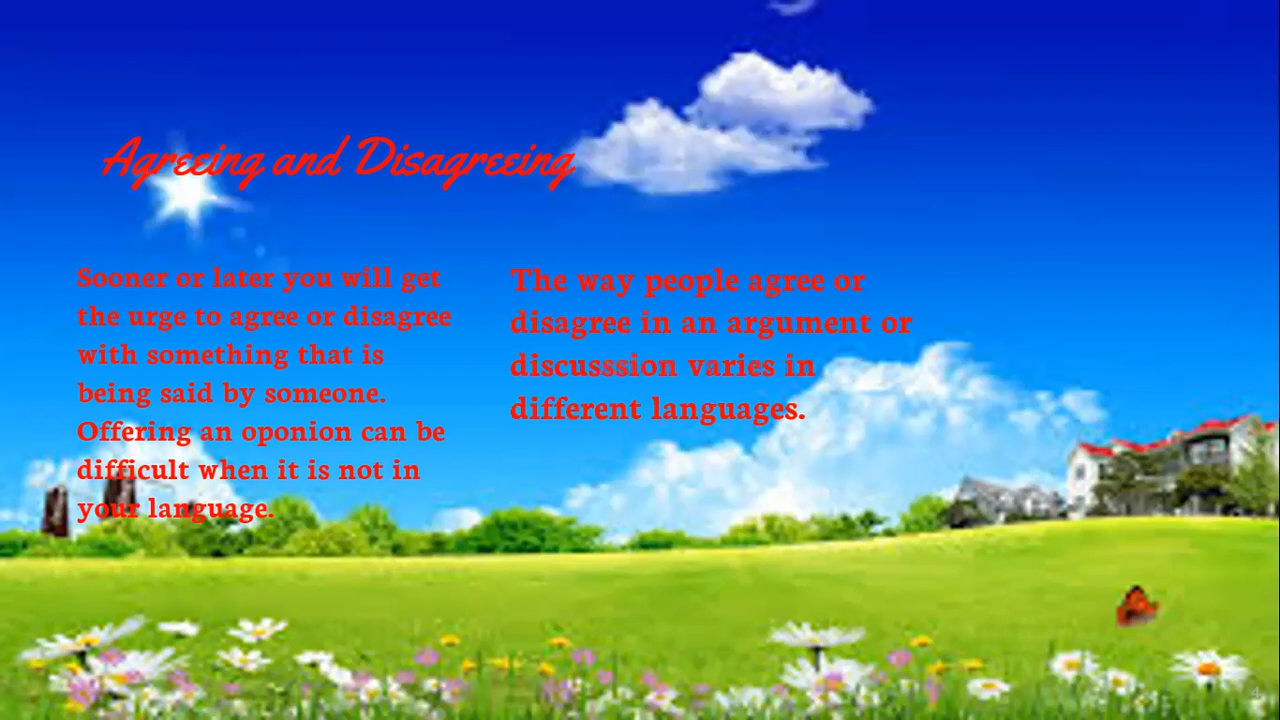 Agreeing and Disagreeing
Sooner or later you will get
the urge to agree or disagree
with something that is
being said by someone.
Offering an oponion can be
difficult when it is not in
your language.
The way people agree or
disagree in an argument or
discusssion varies in
different languages.
4